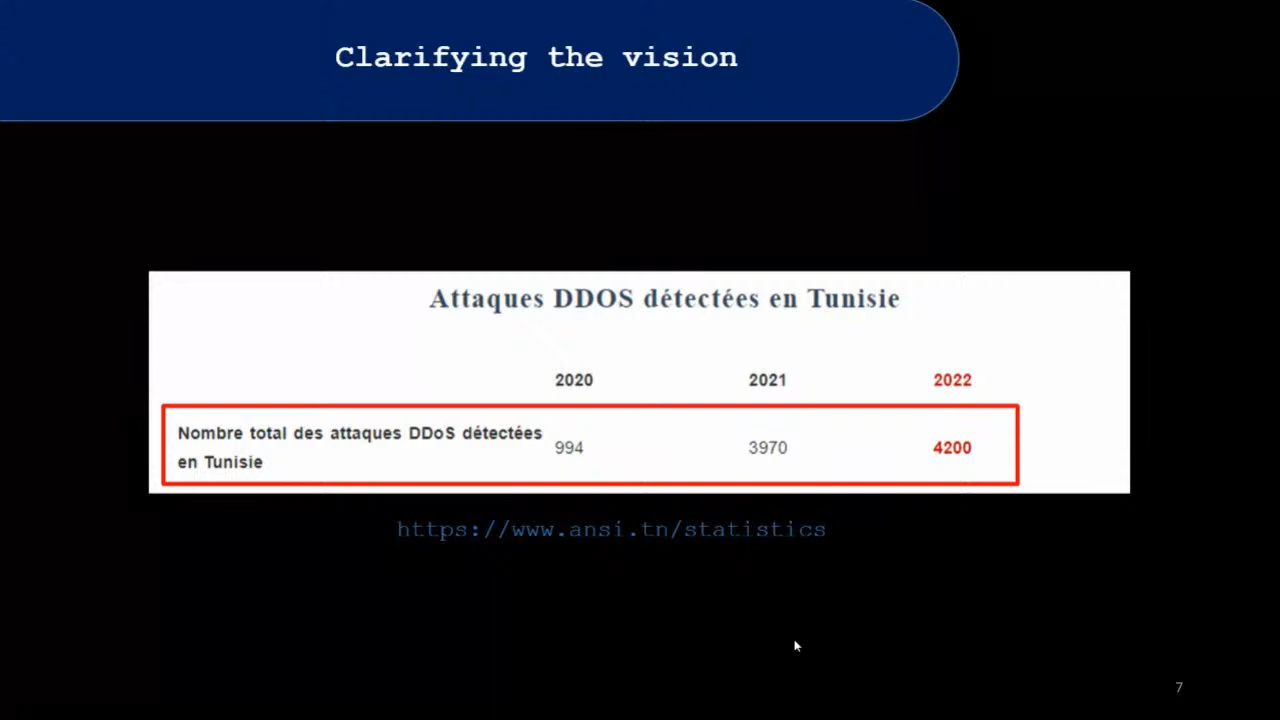 Clarifying the vision
Attaques DDOS détectées en Tunisie
2020 2021 2022
Nombre total des attaques DDoS détectées
en Tunisie
994 3970 4200
https://www.ansi.tn/statistics
7